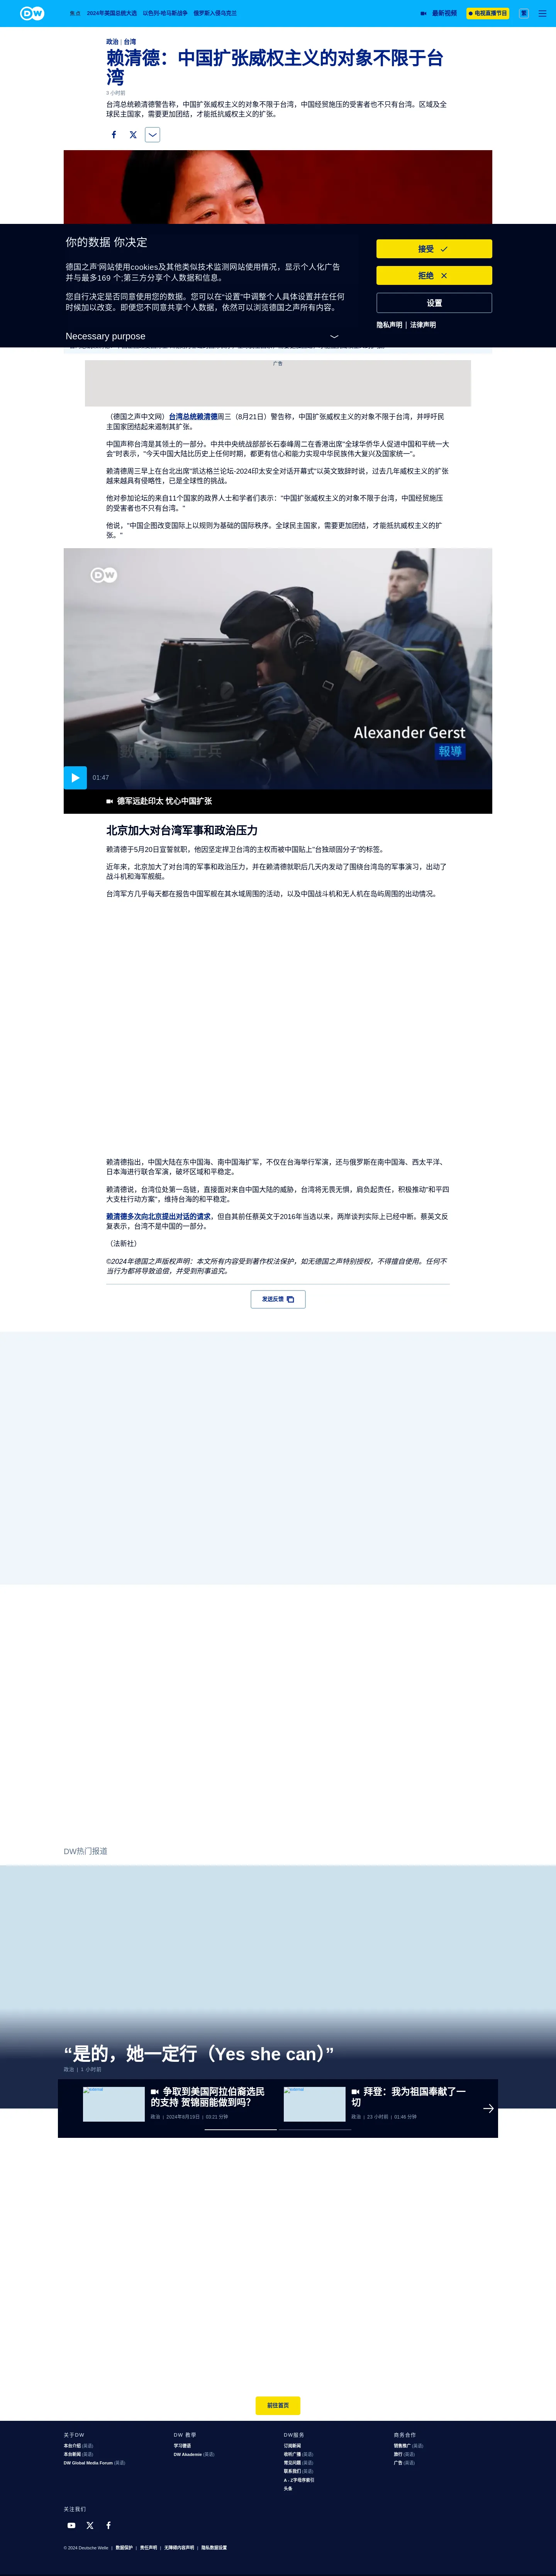 DW
焦点 2024年美国总统大选 以色列-哈马斯战争 俄罗斯入侵乌克兰 最新视频 电视直播节目 繁
政治 | 台湾
赖清德：中国扩张威权主义的对象不限于台
湾
3 小时前
台湾总统赖清德警告称，中国扩张威权主义的对象不限于台湾，中国经贸施压的受害者也不只有台湾。区域及全
球民主国家，需要更加团结，才能抵抗威权主义的扩张。
你的数据 你决定
德国之声'网站使用cookies及其他类似技术监测网站使用情况，显示个人化广告
并与最多169 个;第三方分享个人数据和信息。
您自行决定是否同意使用您的数据。您可以在"设置"中调整个人具体设置并在任何
时候加以改变。即便您不同意共享个人数据，依然可以浏览德国之声所有内容。
Necessary purpose
接受
拒绝
设置
隐私声明 | 法律声明
广告
（德国之声中文网）台湾总统赖清德周三（8月21日）警告称，中国扩张威权主义的对象不限于台湾，并呼吁民
主国家团结起来遏制其扩张。
中国声称台湾是其领土的一部分。中共中央统战部部长石泰峰周二在香港出席"全球华侨华人促进中国和平统一大
会"时表示，"今天中国大陆比历史上任何时期，都更有信心和能力实现中华民族伟大复兴及国家统一"。
赖清德周三早上在台北出席"凯达格兰论坛-2024印太安全对话开幕式"以英文致辞时说，过去几年威权主义的扩张
越来越具有侵略性，已是全球性的挑战。
他对参加论坛的来自11个国家的政界人士和学者们表示："中国扩张威权主义的对象不限于台湾，中国经贸施压
的受害者也不只有台湾。"
他说，"中国企图改变国际上以规则为基础的国际秩序，全球民主国家，需要更加团结，才能抵抗威权主义的扩
张。"
DW
Alexander Gerst
報導
01:47
德军远赴印太 忧心中国扩张
北京加大对台湾军事和政治压力
赖清德于5月20日宣誓就职，他因坚定捍卫台湾的主权而被中国贴上"台独顽固分子"的标签。
近年来，北京加大了对台湾的军事和政治压力，并在赖清德就职后几天内发动了围绕台湾岛的军事演习，出动了
战斗机和海军舰艇。
台湾军方几乎每天都在报告中国军舰在其水域周围的活动，以及中国战斗机和无人机在岛屿周围的出动情况。
赖清德指出，中国大陆在东中国海、南中国海扩军，不仅在台海举行军演，还与俄罗斯在南中国海、西太平洋、
日本海进行联合军演，破坏区域和平稳定。
赖清德说，台湾位处第一岛链，直接面对来自中国大陆的威胁，台湾将无畏无惧，肩负起责任，积极推动"和平四
大支柱行动方案"，维持台海的和平稳定。
赖清德多次向北京提出对话的请求，但自其前任蔡英文于2016年当选以来，两岸谈判实际上已经中断。蔡英文反
复表示，台湾不是中国的一部分。
（法新社）
©2024年德国之声版权声明：本文所有内容受到著作权法保护，如无德国之声特别授权，不得擅自使用。任何不
当行为都将导致追偿，并受到刑事追究。
发送反馈
DW热门报道
“是的，她一定行（Yes she can）”
政治 | 3 小时前
争取到美国阿拉伯裔选民
的支持 贺锦丽能做到吗？
政治 | 2024年8月19日 | 03:21 分钟
拜登：我为祖国奉献了一
切
政治 | 23 小时前 | 01:49 分钟
前往首页
关于DW
本台介绍 (英语)
本台新闻 (英语)
DW Global Media Forum (英语)
DW 教學
学习德语
DW Akademie (英语)
DW服务
订阅新闻
收听广播 (英语)
常见问题 (英语)
联系我们 (英语)
A - Z字母序索引
头条
商务合作
销售推广 (英语)
旅行 (英语)
广告 (英语)
关注我们
© 2024 Deutsche Welle | 数据保护 | 责任声明 | 无障碍内容声明 | 隐私数据设置